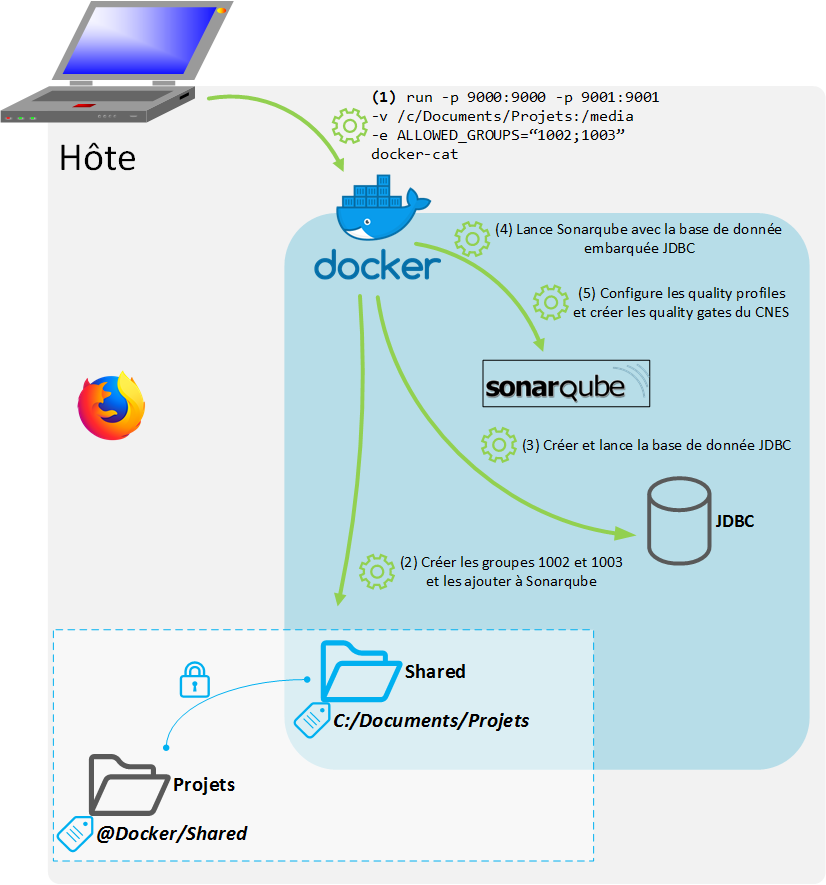 (1) run -p 9000:9000 -p 9001:9001
-v /c/Documents/Projets:/media
-e ALLOWED_GROUPS=“1002;1003”
docker-cat
Hôte
docker
(4) Lance Sonarqube avec la base de donnée
embarquée JDBC
(5) Configure les quality profiles
et créer les quality gates du CNES
sonarqube
(3) Créer et lance la base de donnée JDBC
JDBC
(2) Créer les groupes 1002 et 1003
et les ajouter à Sonarqube
Shared
C:/Documents/Projets
Projets
@Docker/Shared